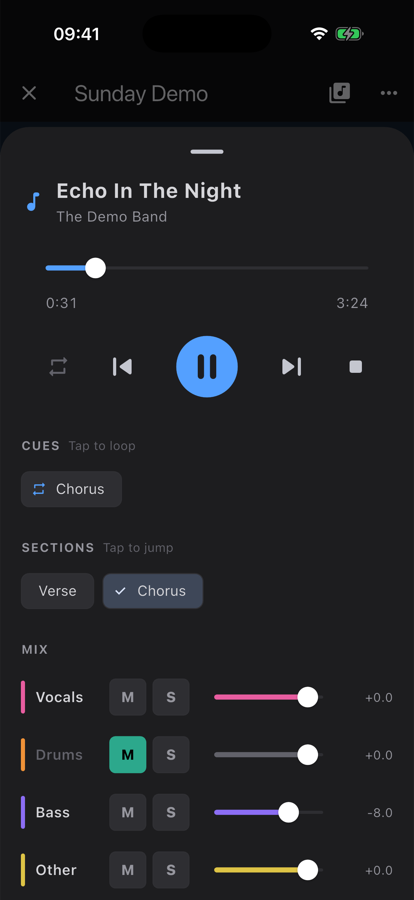 09:41
Sunday Demo
Echo In The Night
The Demo Band
0:31 3:24
CUES Tap to loop
Chorus
SECTIONS Tap to jump
Verse Chorus
MIX
Vocals M S +0.0
Drums M S +0.0
Bass M S -8.0
Other M S +0.0